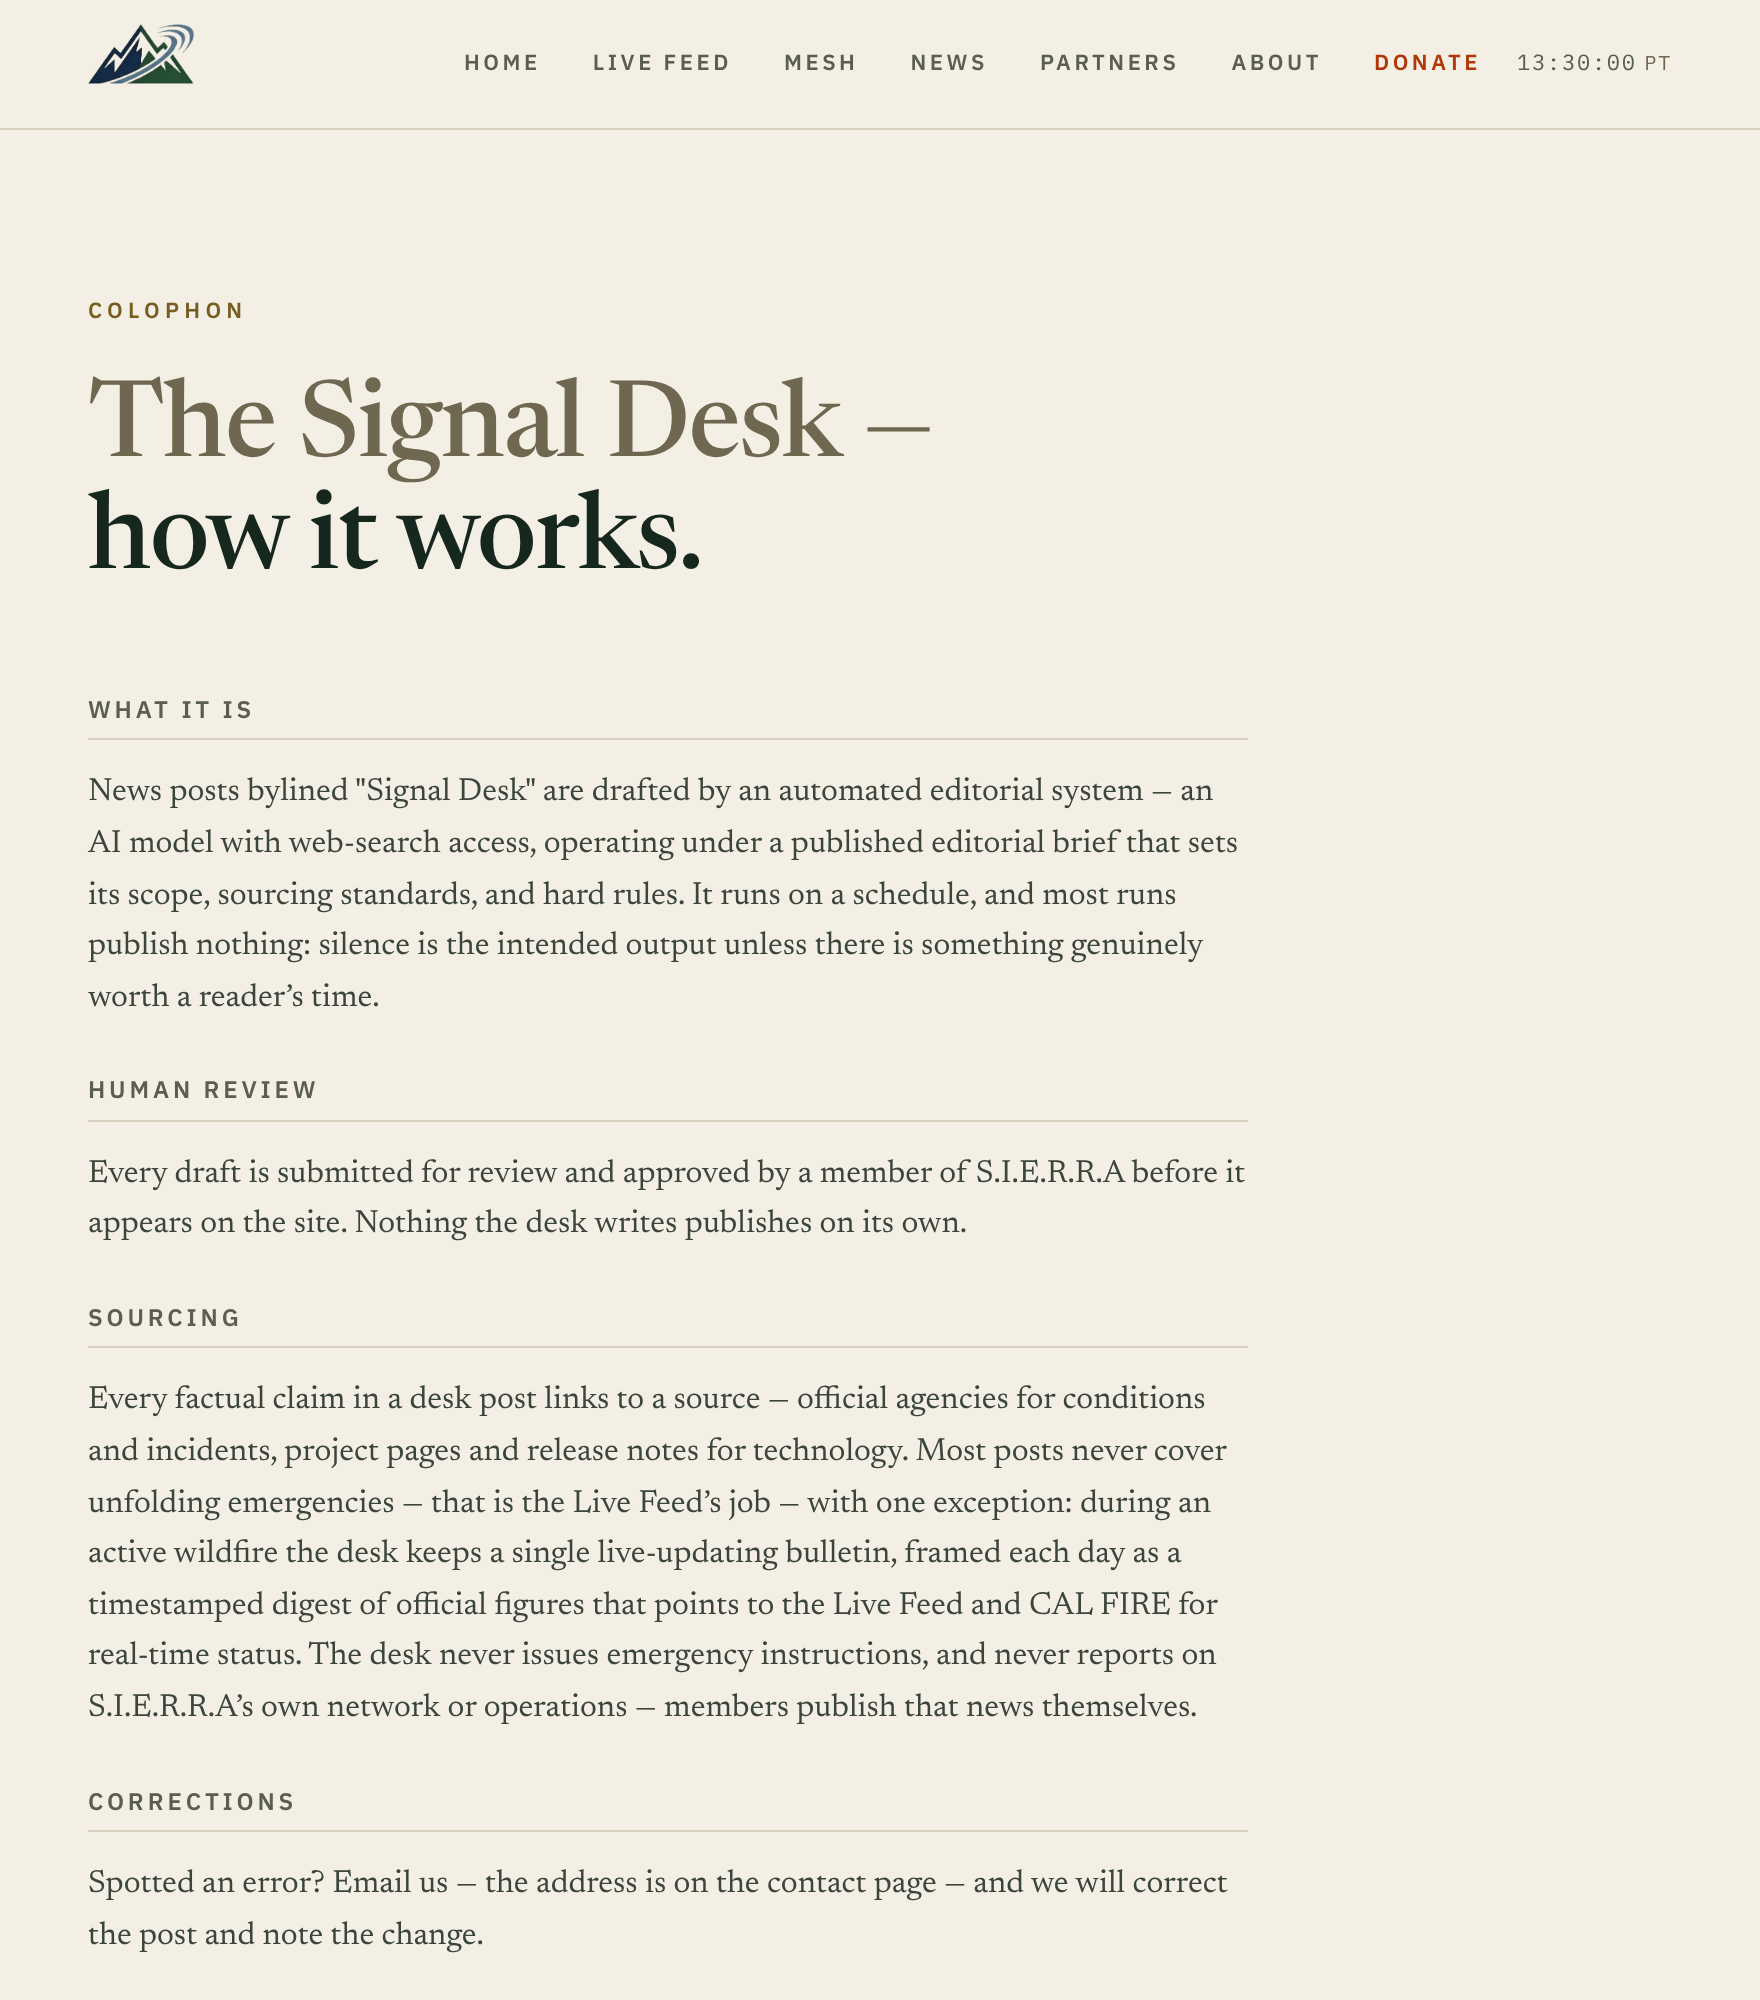 HOME LIVE FEED MESH NEWS PARTNERS ABOUT DONATE 13:30:00 PT
COLOPHON
The Signal Desk —
how it works.
WHAT IT IS
News posts bylined "Signal Desk" are drafted by an automated editorial system — an
AI model with web-search access, operating under a published editorial brief that sets
its scope, sourcing standards, and hard rules. It runs on a schedule, and most runs
publish nothing: silence is the intended output unless there is something genuinely
worth a reader’s time.
HUMAN REVIEW
Every draft is submitted for review and approved by a member of S.I.E.R.R.A before it
appears on the site. Nothing the desk writes publishes on its own.
SOURCING
Every factual claim in a desk post links to a source — official agencies for conditions
and incidents, project pages and release notes for technology. Most posts never cover
unfolding emergencies — that is the Live Feed’s job — with one exception: during an
active wildfire the desk keeps a single live-updating bulletin, framed each day as a
timestamped digest of official figures that points to the Live Feed and CAL FIRE for
real-time status. The desk never issues emergency instructions, and never reports on
S.I.E.R.R.A’s own network or operations — members publish that news themselves.
CORRECTIONS
Spotted an error? Email us — the address is on the contact page — and we will correct
the post and note the change.